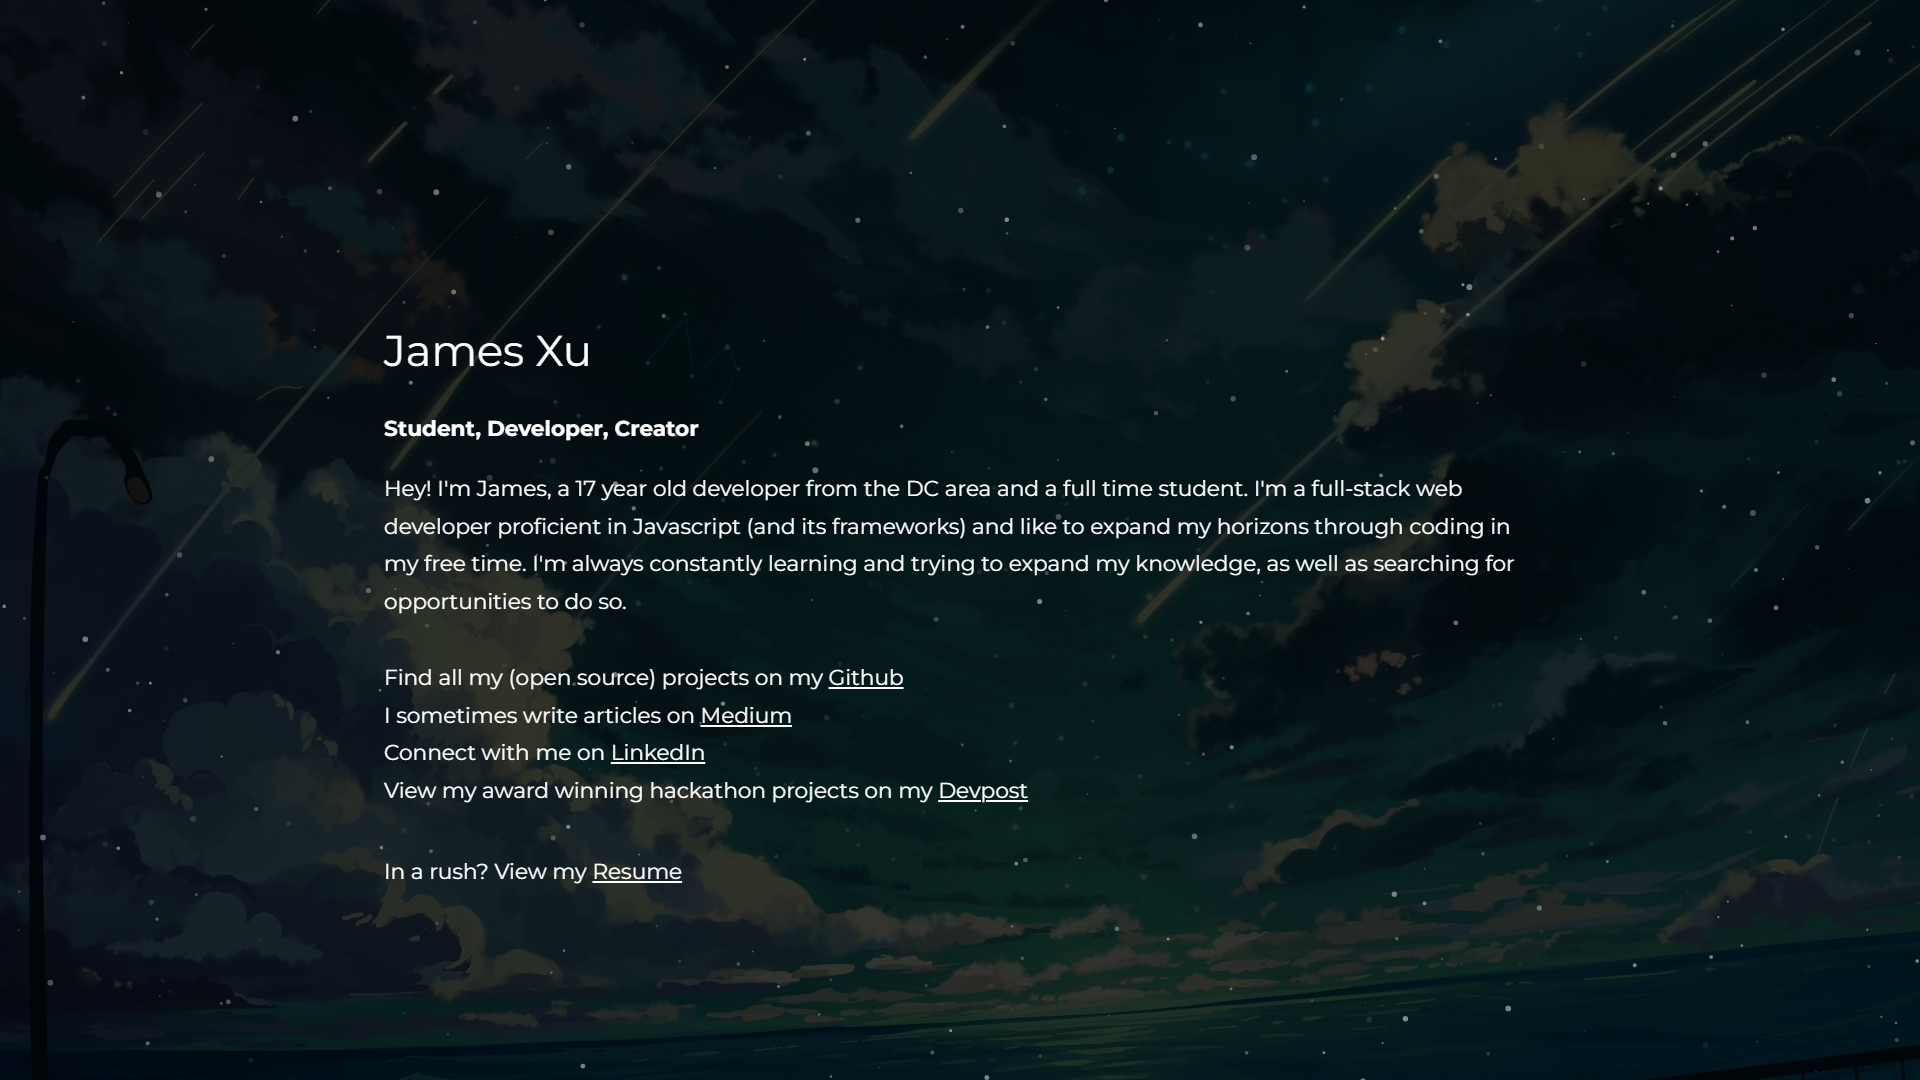 James Xu
Student, Developer, Creator
Hey! I'm James, a 17 year old developer from the DC area and a full time student. I'm a full-stack web
developer proficient in Javascript (and its frameworks) and like to expand my horizons through coding in
my free time. I'm always constantly learning and trying to expand my knowledge, as well as searching for
opportunities to do so.
Find all my (open source) projects on my Github
I sometimes write articles on Medium
Connect with me on LinkedIn
View my award winning hackathon projects on my Devpost
In a rush? View my Resume